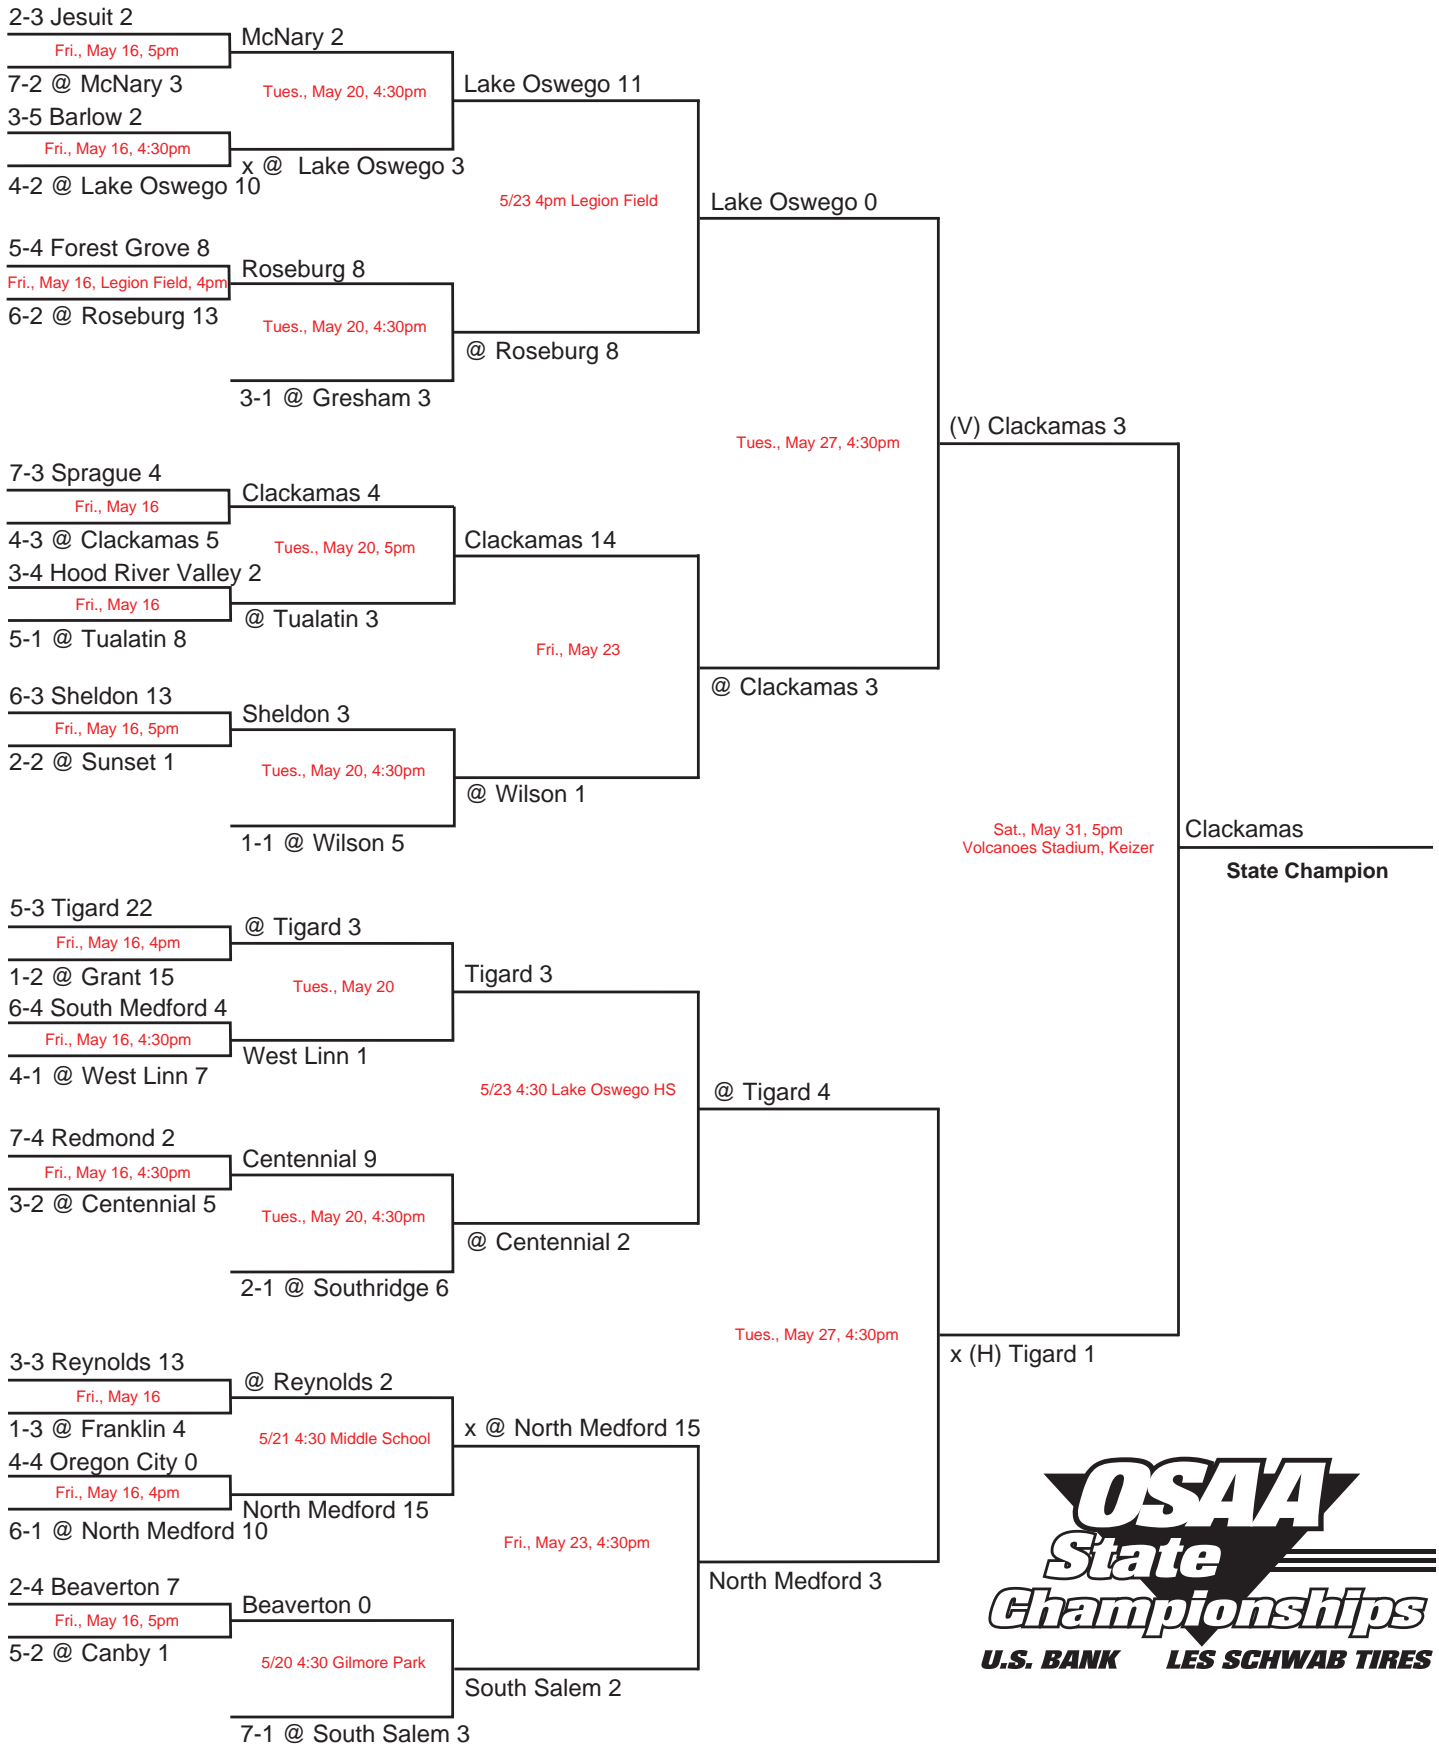 2-3 Jesuit 2
Fri., May 16, 5pm
7-2 @ McNary 3
3-5 Barlow 2
Fri., May 16, 4:30pm
4-2 @ Lake Oswego 10
5-4 Forest Grove 8
Fri., May 16, Legion Field, 4pm
6-2 @ Roseburg 13
7-3 Sprague 4
Fri., May 16
4-3 @ Clackamas 5
3-4 Hood River Valley 2
Fri., May 16
5-1 @ Tualatin 8
6-3 Sheldon 13
Fri., May 16, 5pm
2-2 @ Sunset 1
5-3 Tigard 22
Fri., May 16, 4pm
1-2 @ Grant 15
6-4 South Medford 4
Fri., May 16, 4:30pm
4-1 @ West Linn 7
7-4 Redmond 2
Fri., May 16, 4:30pm
3-2 @ Centennial 5
3-3 Reynolds 13
Fri., May 16
1-3 @ Franklin 4
4-4 Oregon City 0
Fri., May 16, 4pm
6-1 @ North Medford 10
2-4 Beaverton 7
Fri., May 16, 5pm
5-2 @ Canby 1
McNary 2
Tues., May 20, 4:30pm
x @ Lake Oswego 3
Roseburg 8
Tues., May 20, 4:30pm
3-1 @ Gresham 3
Clackamas 4
Tues., May 20, 5pm
@ Tualatin 3
Sheldon 3
Tues., May 20, 4:30pm
1-1 @ Wilson 5
@ Tigard 3
Tues., May 20
West Linn 1
Centennial 9
Tues., May 20, 4:30pm
2-1 @ Southridge 6
@ Reynolds 2
5/21 4:30 Middle School
North Medford 15
Beaverton 0
5/20 4:30 Gilmore Park
7-1 @ South Salem 3
Lake Oswego 11
5/23 4pm Legion Field
@ Roseburg 8
Clackamas 14
Fri., May 23
@ Wilson 1
Tigard 3
5/23 4:30 Lake Oswego HS
@ Centennial 2
x @ North Medford 15
Fri., May 23, 4:30pm
South Salem 2
Lake Oswego 0
Tues., May 27, 4:30pm
@ Clackamas 3
@ Tigard 4
Tues., May 27, 4:30pm
North Medford 3
(V) Clackamas 3
Sat., May 31, 5pm
Volcanoes Stadium, Keizer
x (H) Tigard 1
Clackamas
State Champion
OSAA
State
Championships
U.S. BANK LES SCHWAB TIRES